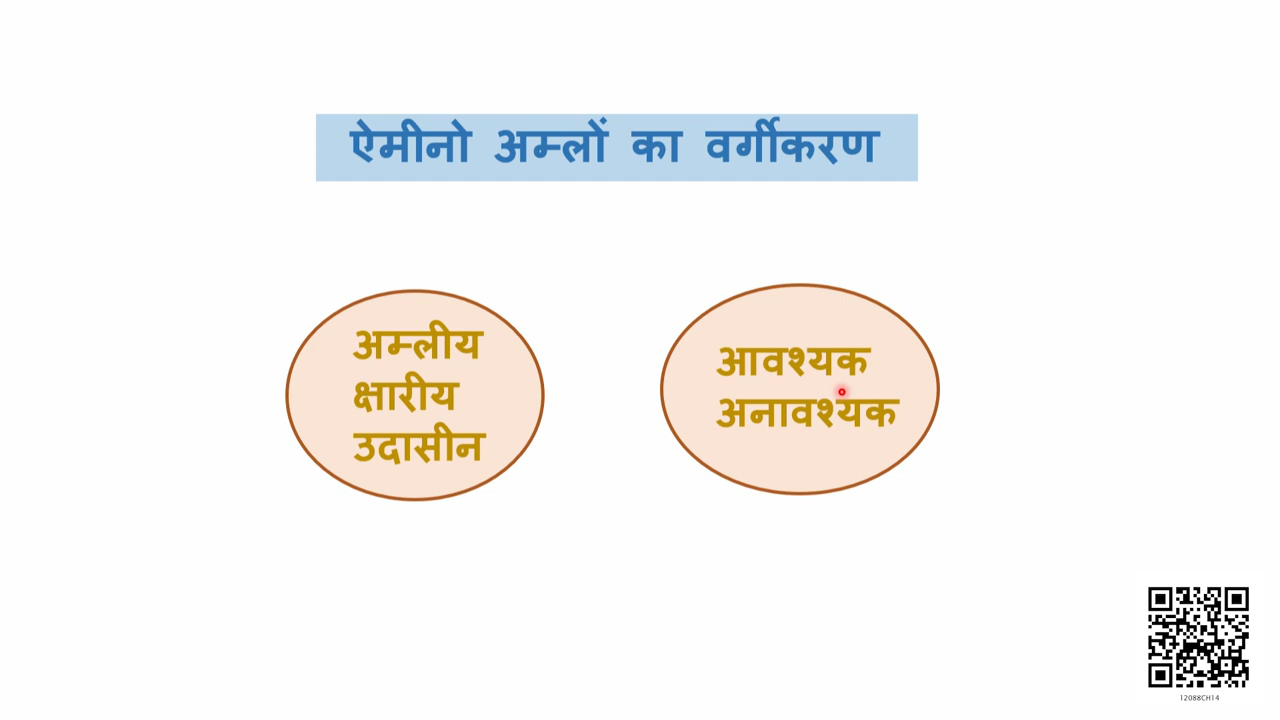 ऐमीनो अम्लों का वर्गीकरण
अम्लीय
क्षारीय
उदासीन
आवश्यक
अनावश्यक
12088CH14